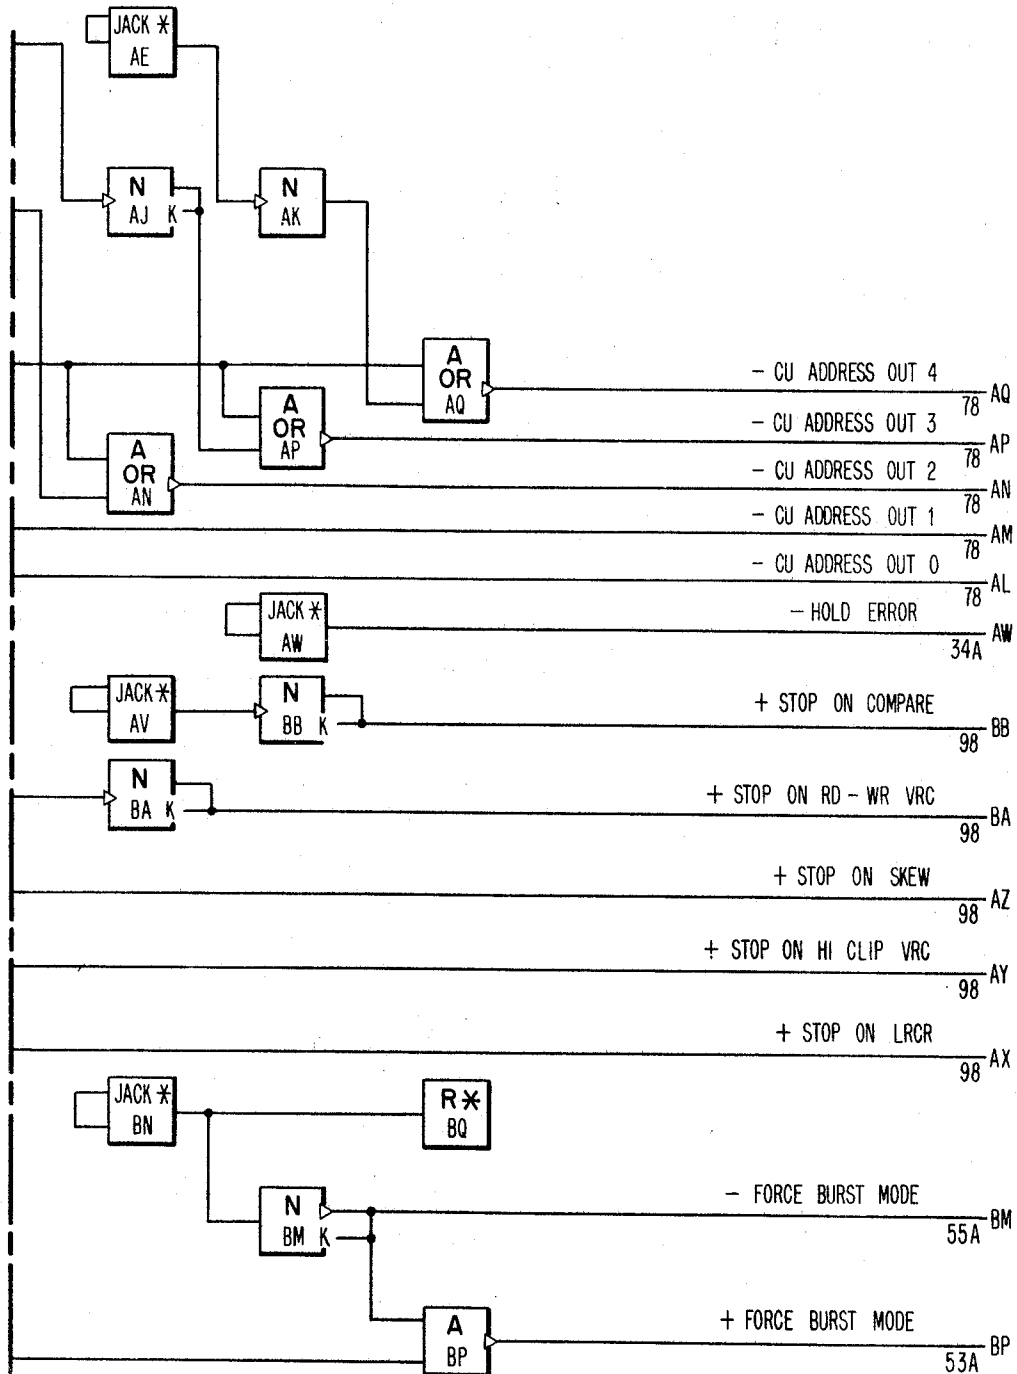 JACK *
AE
N
AJ K
N
AK
A
OR
AQ
- CU ADDRESS OUT 4
78 AQ
A
OR
AP
- CU ADDRESS OUT 3
78 AP
A
OR
AN
- CU ADDRESS OUT 2
78 AN
- CU ADDRESS OUT 1
78 AM
- CU ADDRESS OUT 0
78 AL
JACK *
AW
- HOLD ERROR
34A AW
JACK *
AV
N
BB K
+ STOP ON COMPARE
98 BB
N
BA K
+ STOP ON RD - WR VRC
98 BA
+ STOP ON SKEW
98 AZ
+ STOP ON HI CLIP VRC
98 AY
+ STOP ON LRCR
98 AX
JACK *
BN
R *
BQ
N
BM K
- FORCE BURST MODE
55A BM
A
BP
+ FORCE BURST MODE
53A BP